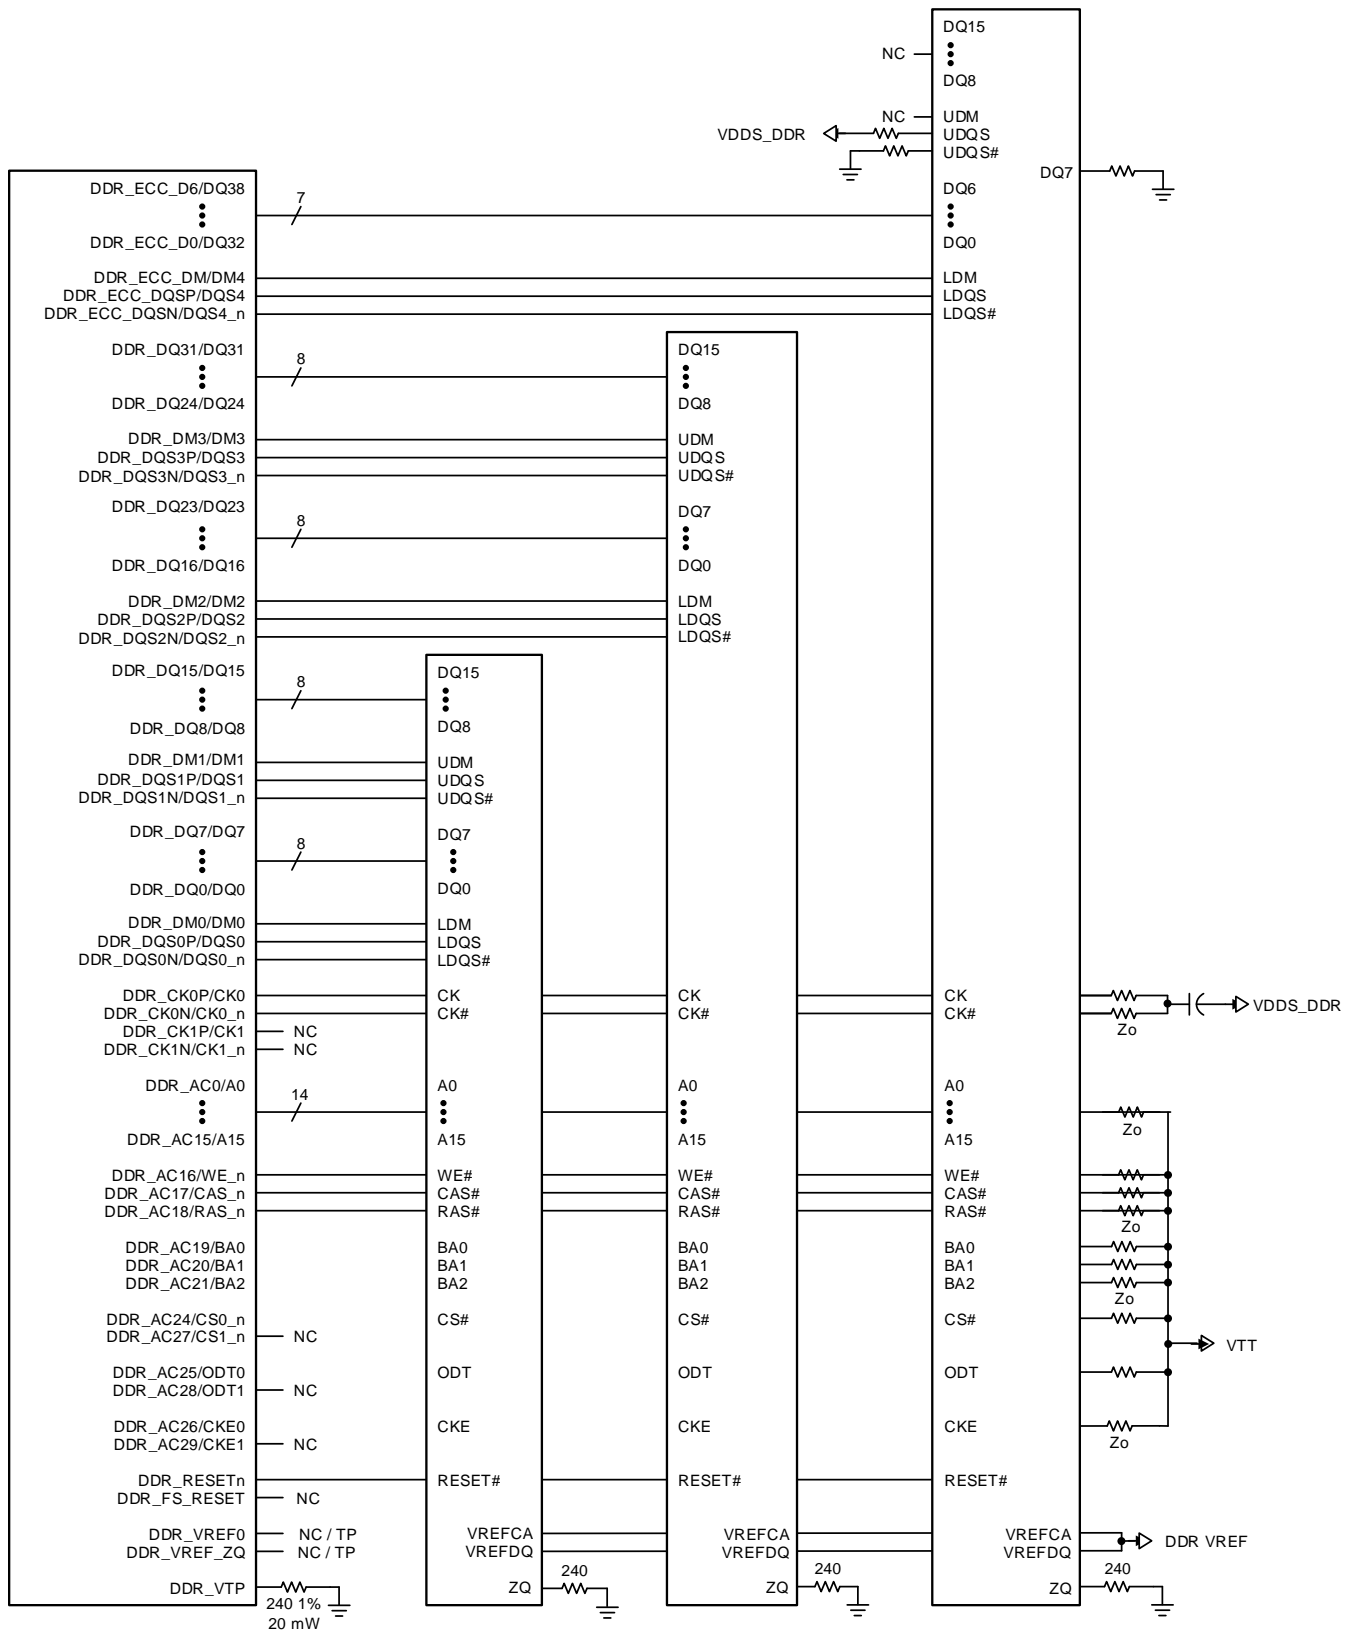 DQ15
NC
DQ8
NC
UDM
VDDS_DDR
UDQS
UDQS#
DQ7
DDR_ECC_D6/DQ38
7
DQ6
DDR_ECC_D0/DQ32
DQ0
DDR_ECC_DM/DM4
LDM
DDR_ECC_DQSP/DQS4
LDQS
DDR_ECC_DQSN/DQS4_n
LDQS#
DDR_DQ31/DQ31
8
DQ15
DDR_DQ24/DQ24
DQ8
DDR_DM3/DM3
UDM
DDR_DQS3P/DQS3
UDQS
DDR_DQS3N/DQS3_n
UDQS#
DDR_DQ23/DQ23
8
DQ7
DDR_DQ16/DQ16
DQ0
DDR_DM2/DM2
LDM
DDR_DQS2P/DQS2
LDQS
DDR_DQS2N/DQS2_n
LDQS#
DDR_DQ15/DQ15
8
DQ15
DDR_DQ8/DQ8
DQ8
DDR_DM1/DM1
UDM
DDR_DQS1P/DQS1
UDQS
DDR_DQS1N/DQS1_n
UDQS#
DDR_DQ7/DQ7
8
DQ7
DDR_DQ0/DQ0
DQ0
DDR_DM0/DM0
LDM
DDR_DQS0P/DQS0
LDQS
DDR_DQS0N/DQS0_n
LDQS#
DDR_CK0P/CK0
CK
CK
CK
DDR_CK0N/CK0_n
CK#
CK#
CK#
VDDS_DDR
Zo
DDR_CK1P/CK1
NC
DDR_CK1N/CK1_n
NC
DDR_AC0/A0
14
A0
A0
A0
Zo
DDR_AC15/A15
A15
A15
A15
DDR_AC16/WE_n
WE#
WE#
WE#
DDR_AC17/CAS_n
CAS#
CAS#
CAS#
DDR_AC18/RAS_n
RAS#
RAS#
RAS#
Zo
DDR_AC19/BA0
BA0
BA0
BA0
DDR_AC20/BA1
BA1
BA1
BA1
DDR_AC21/BA2
BA2
BA2
BA2
Zo
DDR_AC24/CS0_n
CS#
CS#
CS#
DDR_AC27/CS1_n
NC
VTT
DDR_AC25/ODT0
ODT
ODT
ODT
DDR_AC28/ODT1
NC
DDR_AC26/CKE0
CKE
CKE
CKE
DDR_AC29/CKE1
NC
Zo
DDR_RESETn
RESET#
RESET#
RESET#
DDR_FS_RESET
NC
DDR_VREF0
NC / TP
VREFCA
VREFCA
VREFCA
DDR_VREF_ZQ
NC / TP
VREFDQ
VREFDQ
VREFDQ
DDR VREF
DDR_VTP
240 1%
20 mW
ZQ
240
ZQ
240
ZQ
240